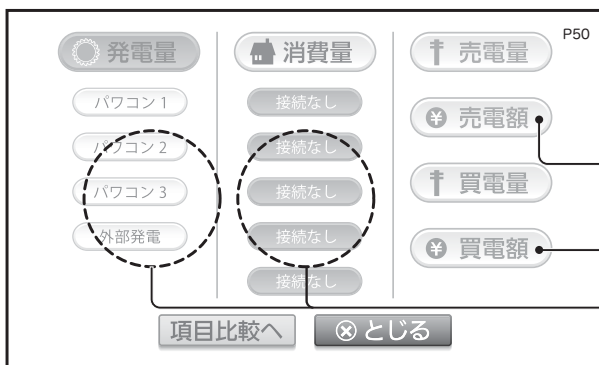 P50
発電量
パワコン 1
パワコン 2
パワコン 3
外部発電
消費量
接続なし
接続なし
接続なし
接続なし
接続なし
売電量
¥ 売電額
買電量
¥ 買電額
項目比較へ
とじる